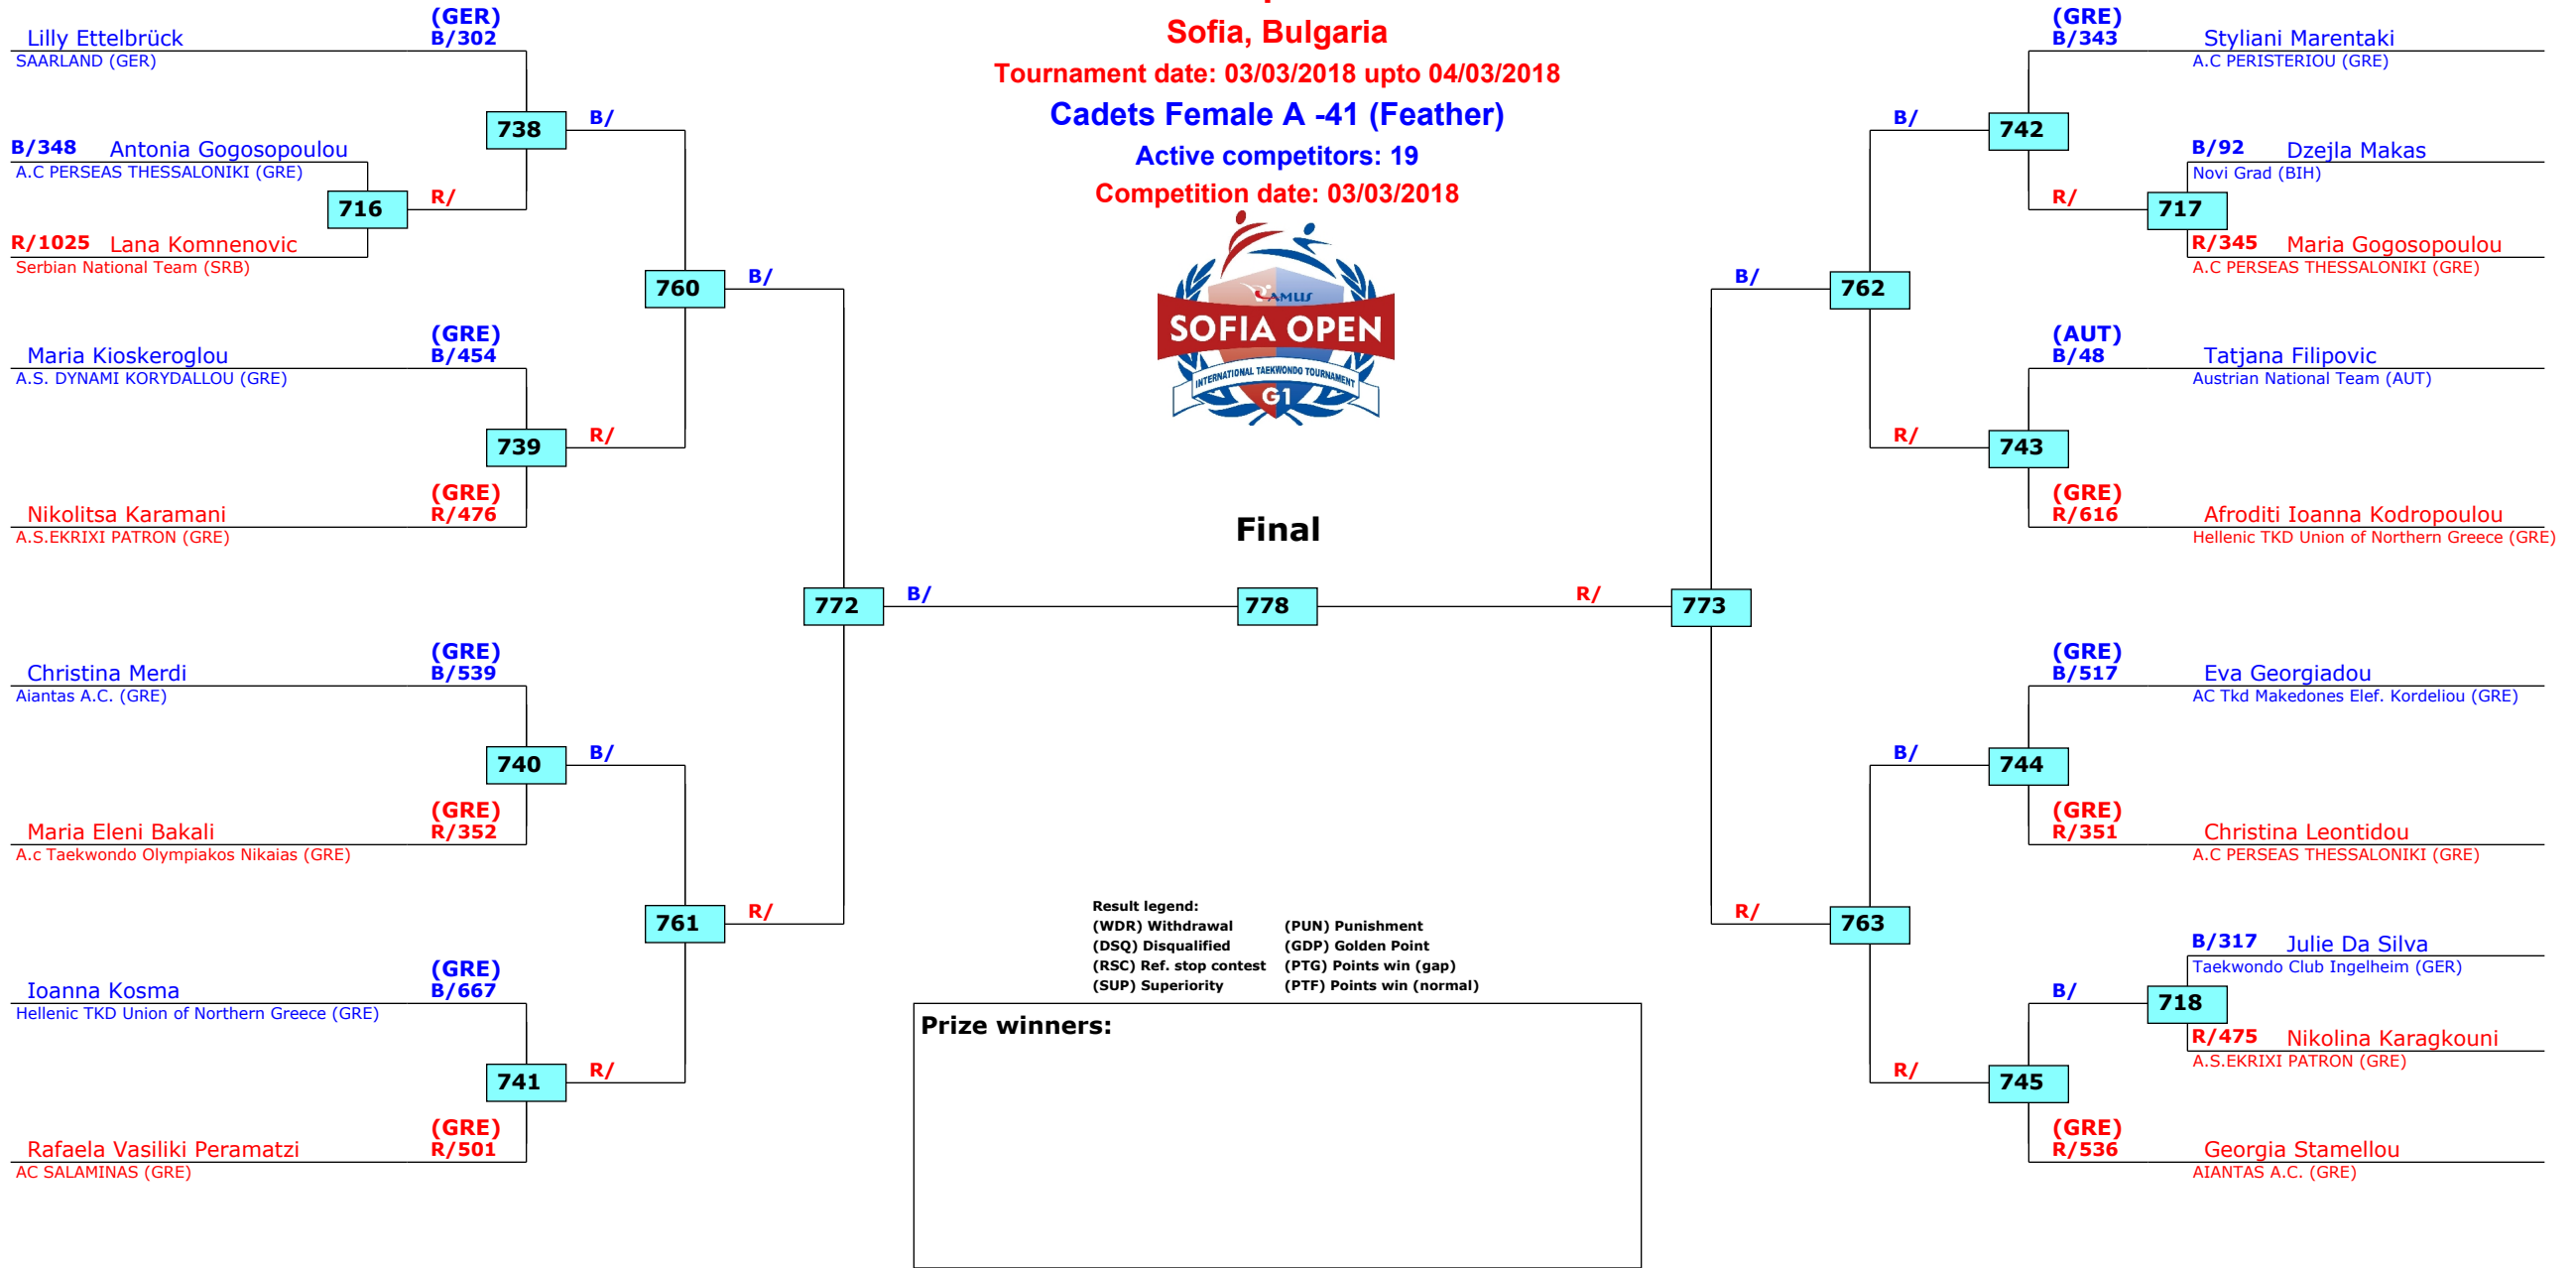 Sofia, Bulgaria
Tournament date: 03/03/2018 upto 04/03/2018
Cadets Female A -41 (Feather)
Active competitors: 19
Competition date: 03/03/2018
RAMUS
SOFIA OPEN
INTERNATIONAL TAEKWONDO TOURNAMENT
G1
(GER)
Lilly Ettelbrück B/302
SAARLAND (GER)
738 B/
B/348 Antonia Gogosopoulou
A.C PERSEAS THESSALONIKI (GRE)
716 R/
R/1025 Lana Komnenovic
Serbian National Team (SRB)
760 B/
(GRE)
Maria Kioskeroglou B/454
A.S. DYNAMI KORYDALLOU (GRE)
739 R/
(GRE)
Nikolitsa Karamani R/476
A.S.EKRIXI PATRON (GRE)
772 B/
(GRE)
Christina Merdi B/539
Aiantas A.C. (GRE)
740 B/
(GRE)
Maria Eleni Bakali R/352
A.c Taekwondo Olympiakos Nikaias (GRE)
761 R/
(GRE)
Ioanna Kosma B/667
Hellenic TKD Union of Northern Greece (GRE)
741 R/
(GRE)
Rafaela Vasiliki Peramatzi R/501
AC SALAMINAS (GRE)
Final
778
(GRE)
B/343 Styliani Marentaki
A.C PERISTERIOU (GRE)
B/ 742
B/92 Dzejla Makas
Novi Grad (BIH)
R/ 717
R/345 Maria Gogosopoulou
A.C PERSEAS THESSALONIKI (GRE)
B/ 762
(AUT)
B/48 Tatjana Filipovic
Austrian National Team (AUT)
R/ 743
(GRE)
R/616 Afroditi Ioanna Kodropoulou
Hellenic TKD Union of Northern Greece (GRE)
R/ 773
(GRE)
B/517 Eva Georgiadou
AC Tkd Makedones Elef. Kordeliou (GRE)
B/ 744
(GRE)
R/351 Christina Leontidou
A.C PERSEAS THESSALONIKI (GRE)
R/ 763
B/317 Julie Da Silva
Taekwondo Club Ingelheim (GER)
B/ 718
R/475 Nikolina Karagkouni
A.S.EKRIXI PATRON (GRE)
R/ 745
(GRE)
R/536 Georgia Stamellou
AIANTAS A.C. (GRE)
Result legend:
(WDR) Withdrawal (PUN) Punishment
(DSQ) Disqualified (GDP) Golden Point
(RSC) Ref. stop contest (PTG) Points win (gap)
(SUP) Superiority (PTF) Points win (normal)
Prize winners: